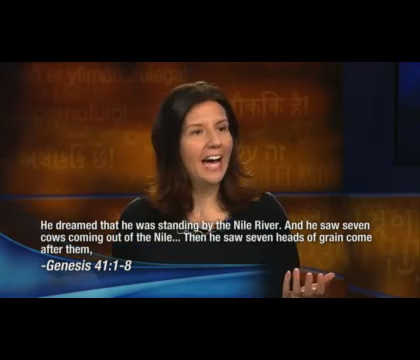 He dreamed that he was standing by the Nile River. And he saw seven
cows coming out of the Nile... Then he saw seven heads of grain come
after them,
-Genesis 41:1-8